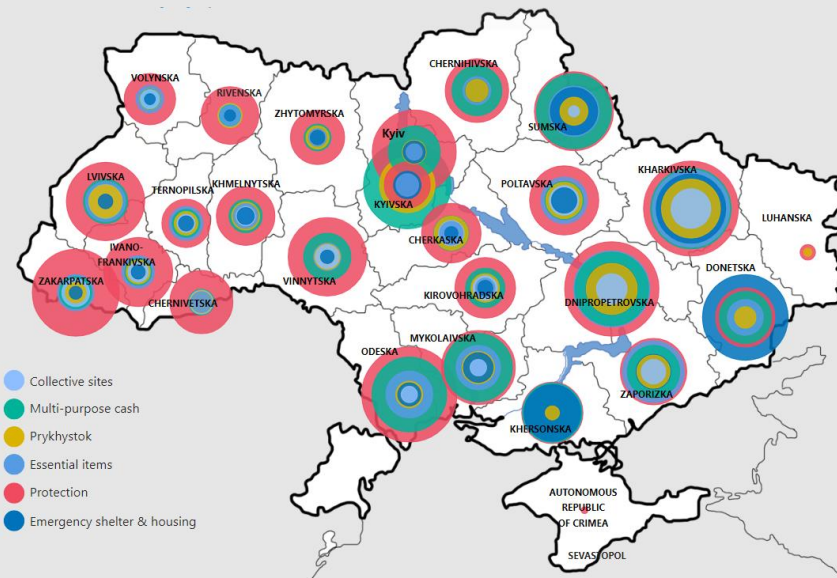 CHERNIHIVSKA
VOLYNSKA
RIVENSKA
ZHYTOMYRSKA
SUMSKA
Kyiv
KHARKIVSKA
LVIVSKA
TERNOPILSKA
KHMELNYTSKA
KYIVSKA
POLTAVSKA
LUHANSKA
CHERKASKA
IVANO-
FRANKIVSKA
DONETSKA
ZAKARPATSKA
VINNYTSKA
CHERNIVETSKA
KIROVOHRADSKA
DNIPROPETROVSKA
MYKOLAIVSKA
ODESKA
ZAPORIZKA
KHERSONSKA
Collective sites
Multi-purpose cash
Prykhystok
Essential items
Protection
Emergency shelter & housing
AUTONOMOUS
REPUBLIC
OF CRIMEA
SEVASTOPOL